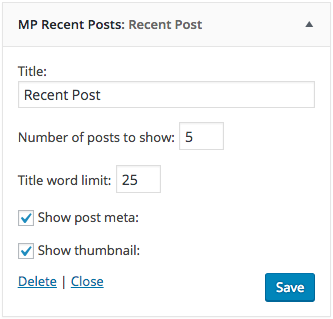 MP Recent Posts: Recent Post
Title:
Recent Post
Number of posts to show: 5
Title word limit: 25
Show post meta:
Show thumbnail:
Delete | Close
Save